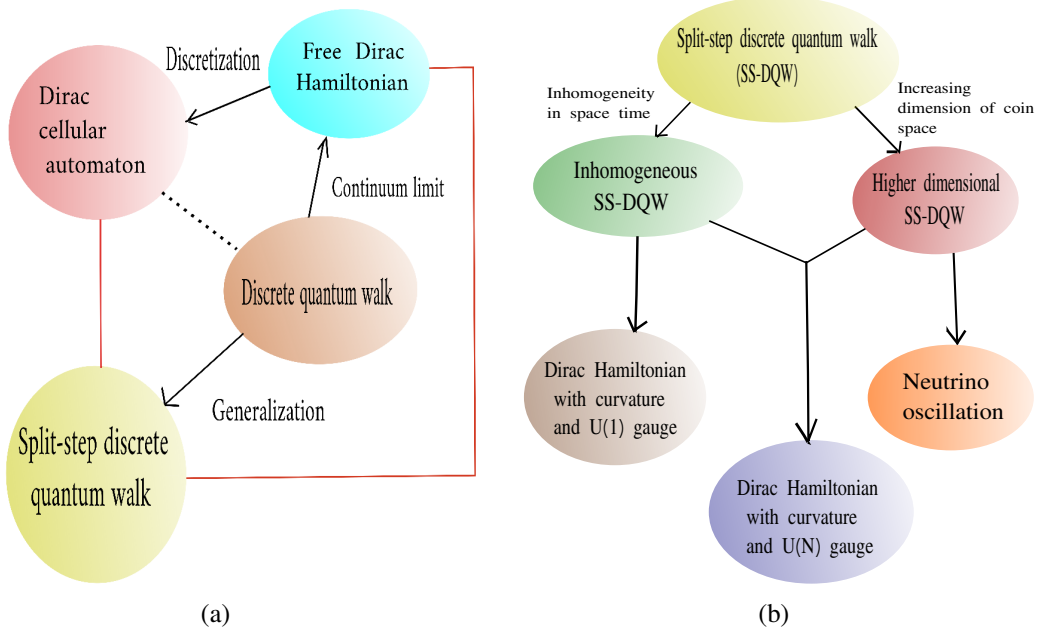 Discretization
Free Dirac
Hamiltonian
Dirac
cellular
automaton
Continuum limit
Discrete quantum walk
Generalization
Split-step discrete
quantum walk
(a)
Split-step discrete quantum walk
(SS-DQW)
Inhomogeneity
in space time
Increasing
dimension of coin
space
Inhomogeneous
SS-DQW
Higher dimensional
SS-DQW
Dirac Hamiltonian
with curvature
and U(1) gauge
Neutrino
oscillation
Dirac Hamiltonian
with curvature
and U(N) gauge
(b)